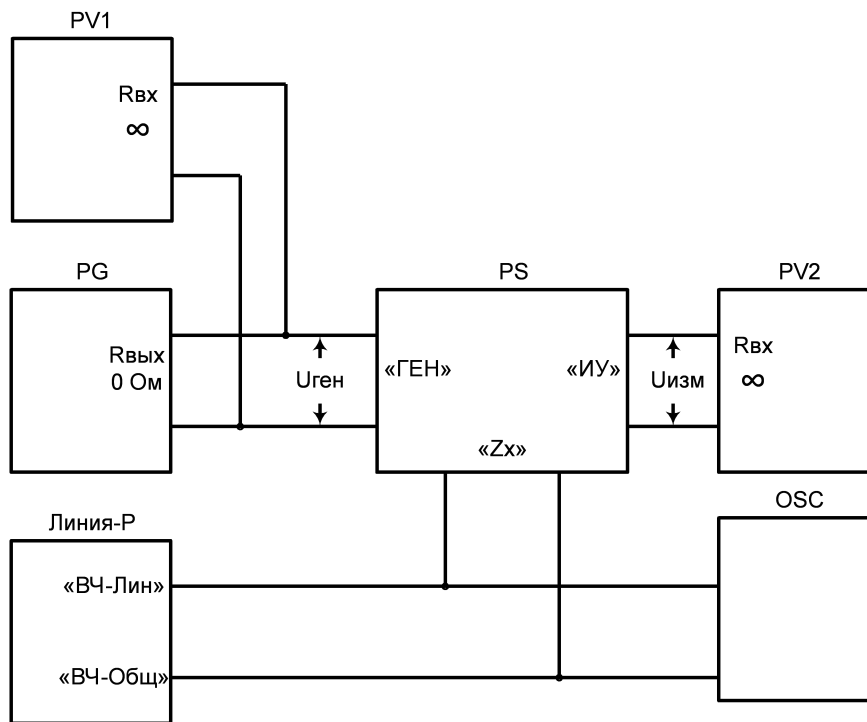 PV1
Rвх
∞
PG
PS
PV2
Rвых
0 Ом
Uген
«ГЕН»
«ИУ»
Uизм
Rвх
∞
«Zx»
Линия-Р
OSC
«ВЧ-Лин»
«ВЧ-Общ»